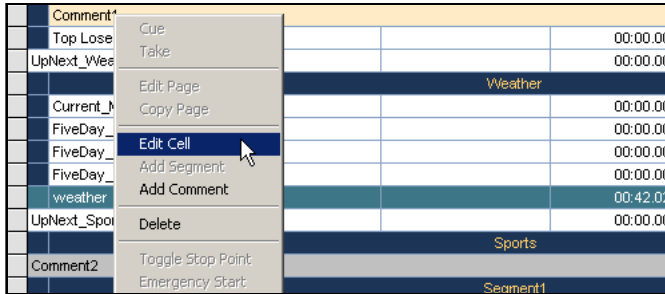 Comment1
Top Lose 00:00.00
UpNext_Wea 00:00.00
Weather
Current_M 00:00.00
FiveDay_ 00:00.00
FiveDay_ 00:00.00
FiveDay_ 00:00.00
weather 00:42.02
UpNext_Spor 00:00.00
Sports
Comment2
Segment1
Cue
Take
Edit Page
Copy Page
Edit Cell
Add Segment
Add Comment
Delete
Toggle Stop Point
Emergency Start